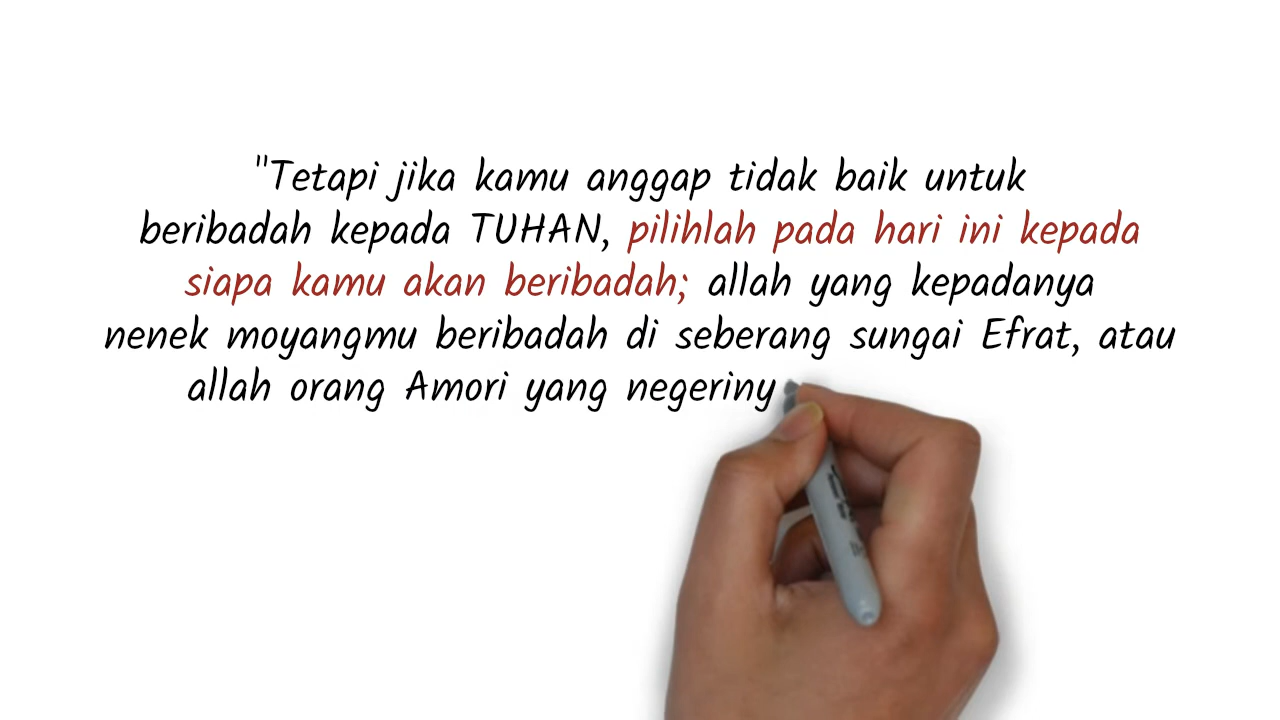 "Tetapi jika kamu anggap tidak baik untuk
beribadah kepada TUHAN, pilihlah pada hari ini kepada
siapa kamu akan beribadah; allah yang kepadanya
nenek moyangmu beribadah di seberang sungai Efrat, atau
allah orang Amori yang negeriny